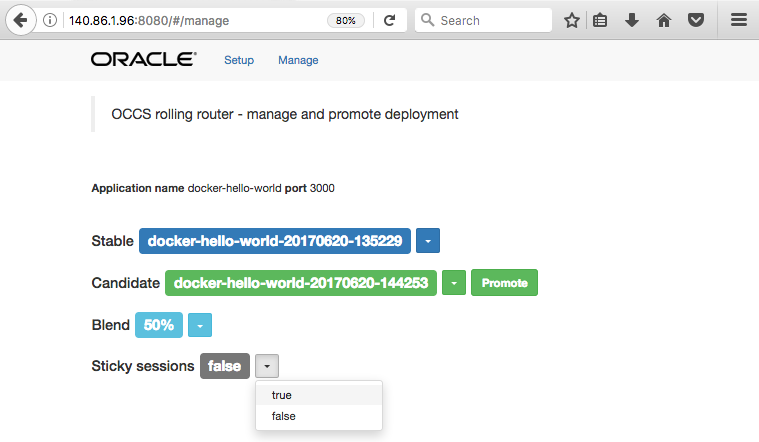 140.86.1.96:8080/#/manage 80% Search
ORACLE® Setup Manage
OCCS rolling router - manage and promote deployment
Application name docker-hello-world port 3000
Stable docker-hello-world-20170620-135229
Candidate docker-hello-world-20170620-144253 Promote
Blend 50%
Sticky sessions false
true
false